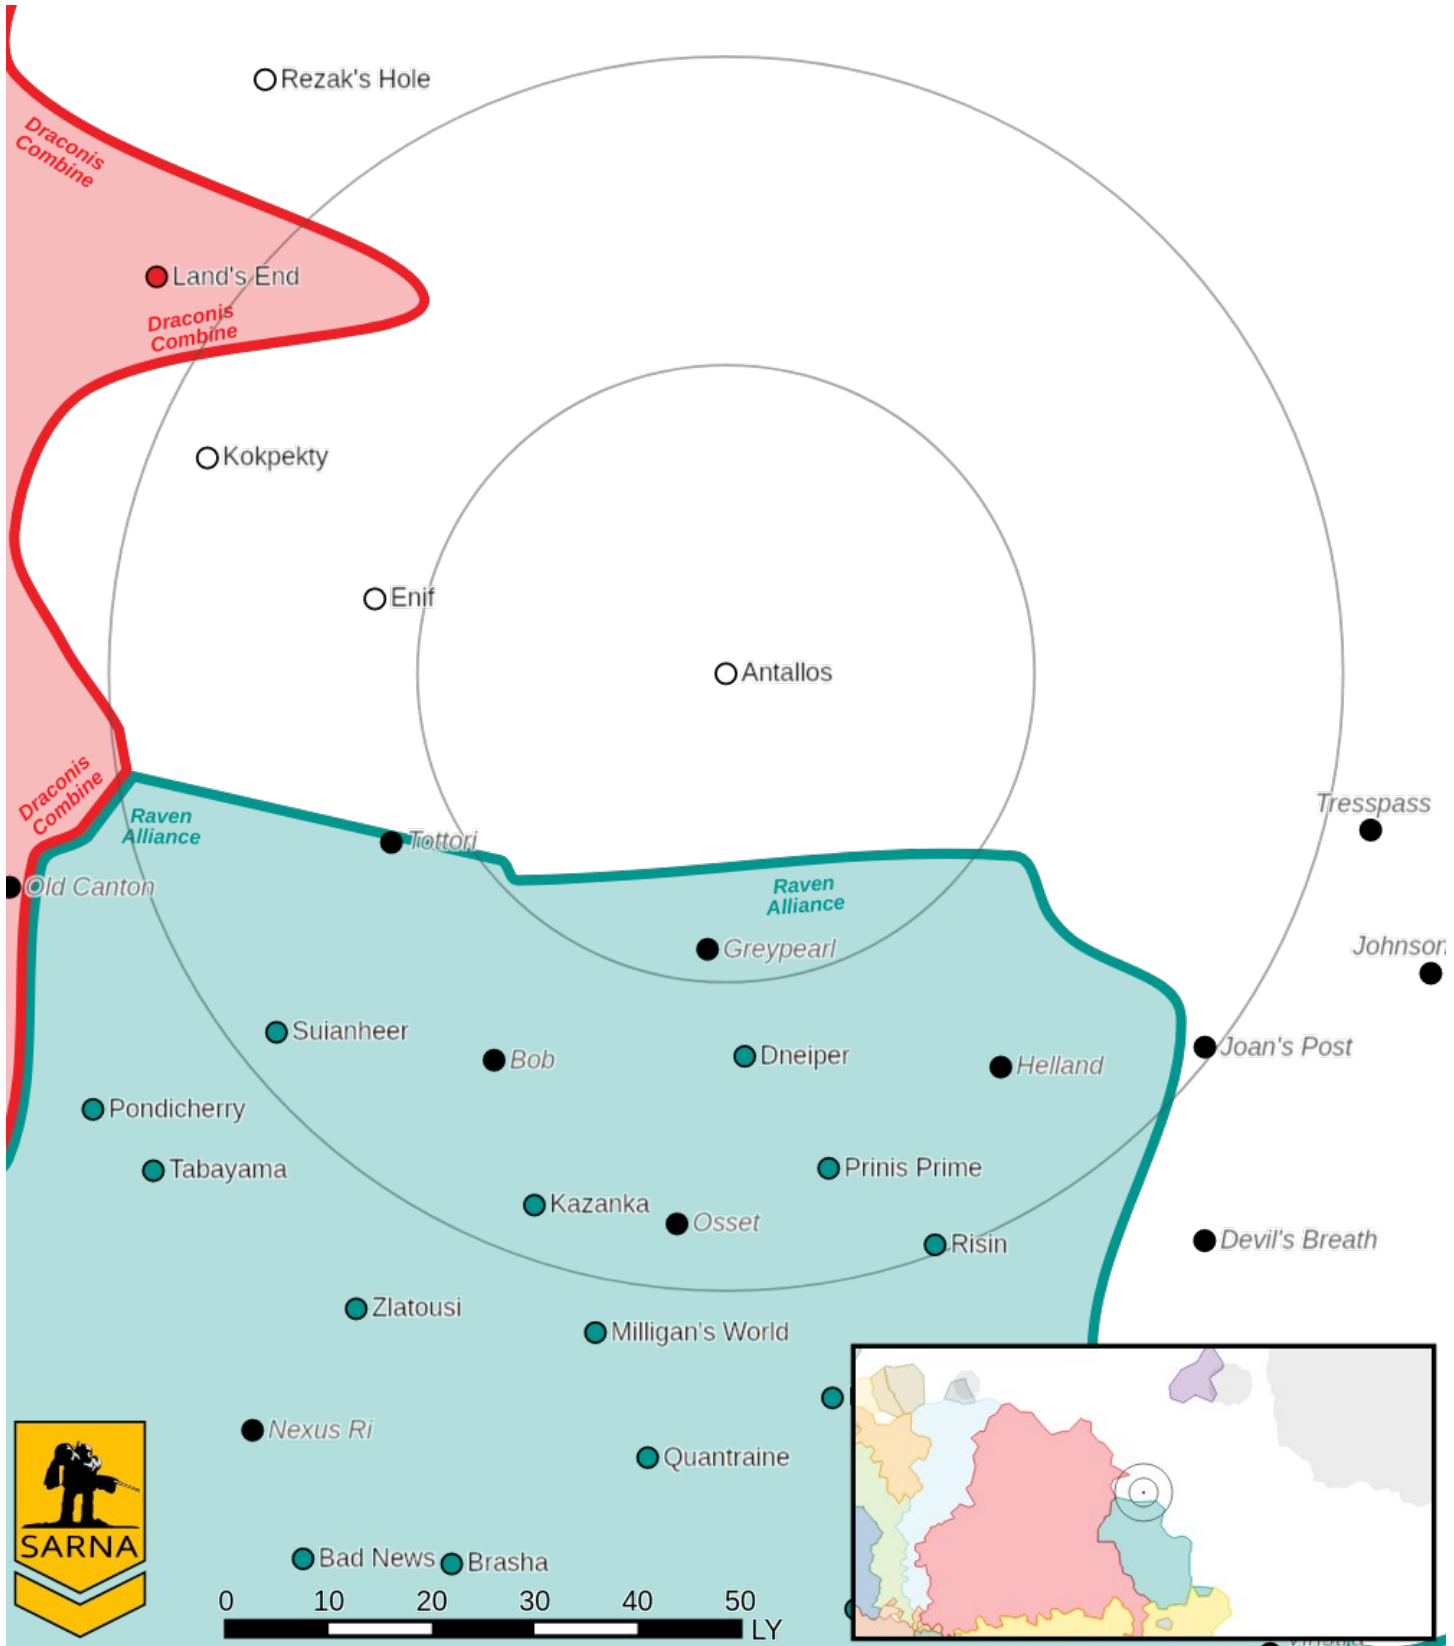 Rezak's Hole
Draconis
Combine
Land's End
Draconis
Combine
Kokpekty
Enif
Antallos
Draconis
Combine
Raven
Alliance
Tresspass
Tottori
Old Canton
Raven
Alliance
Greypearl
Johnson
Suianheer
Bob
Dneiper
Helland
Joan's Post
Pondicherry
Tabayama
Prinis Prime
Kazanka
Osset
Risin
Devil's Breath
Zlatousi
Milligan's World
Nexus Ri
Quantraine
SARNA
Bad News
Brasha
0 10 20 30 40 50
LY